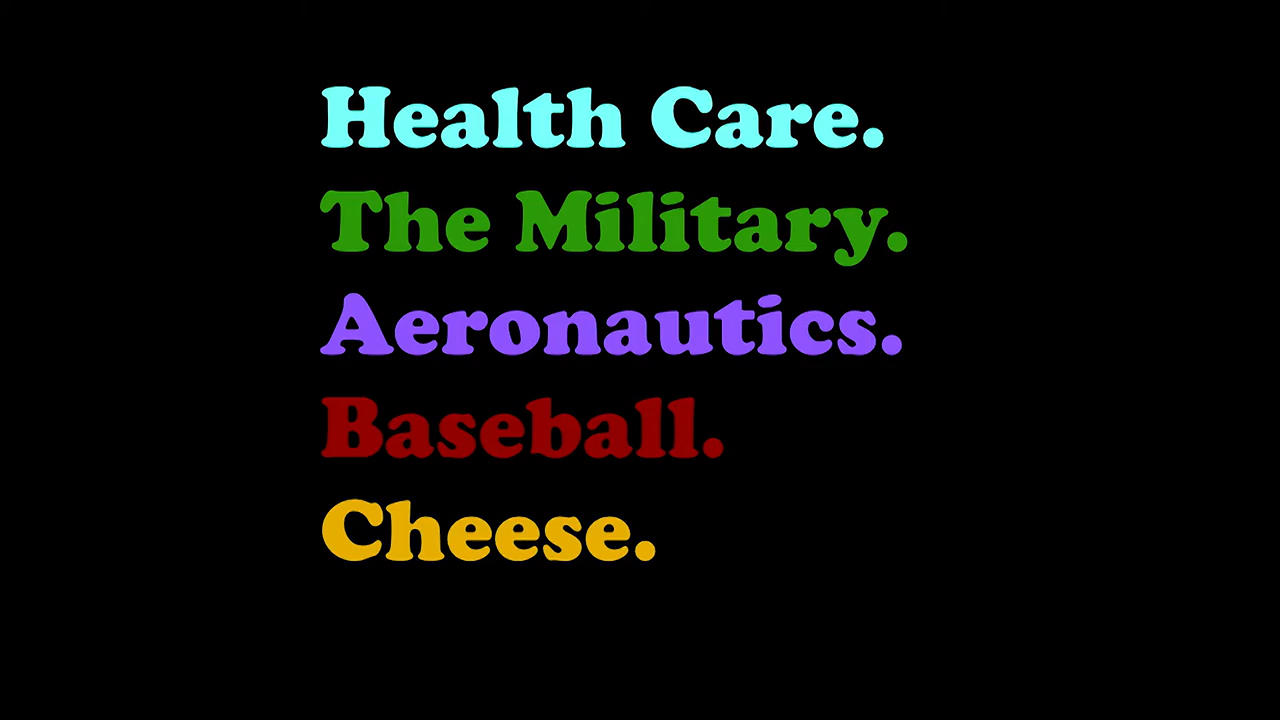 Health Care.
The Military.
Aeronautics.
Baseball.
Cheese.